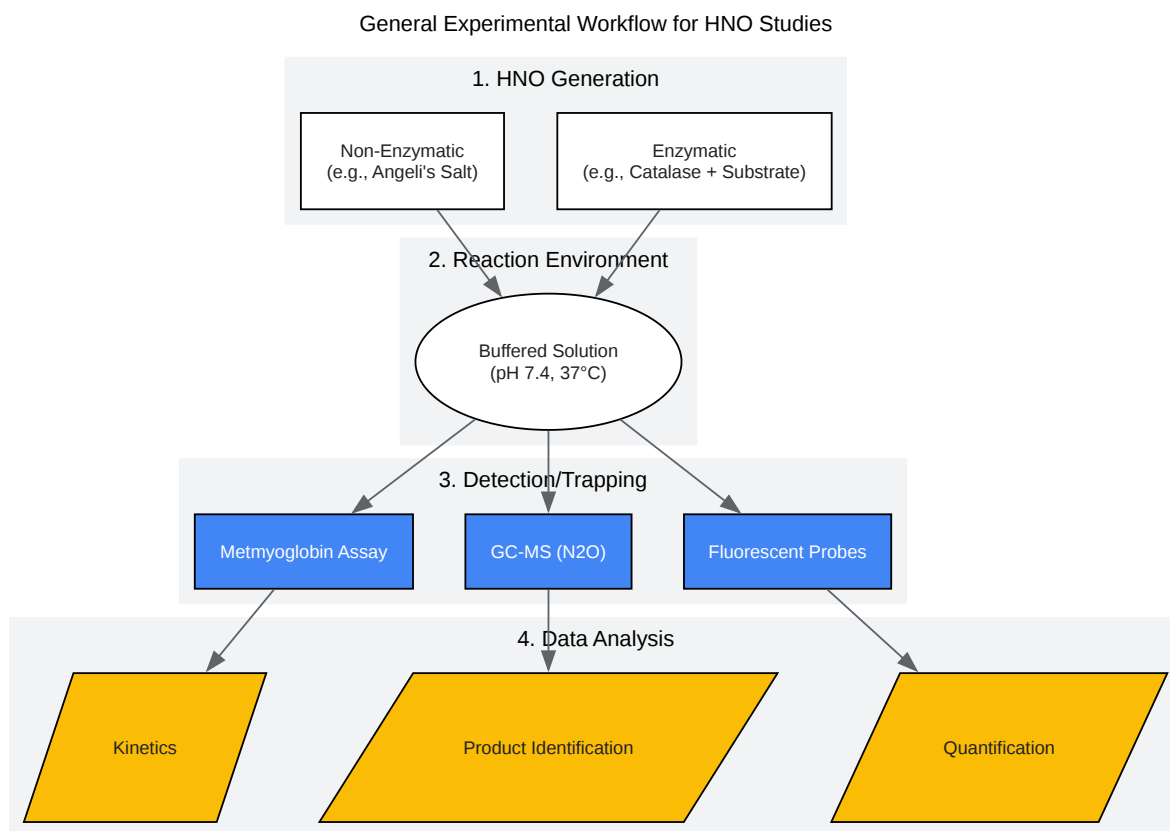 General Experimental Workflow for HNO Studies
1. HNO Generation
Non-Enzymatic
(e.g., Angeli's Salt)
Enzymatic
(e.g., Catalase + Substrate)
2. Reaction Environment
Buffered Solution
(pH 7.4, 37°C)
3. Detection/Trapping
Metmyoglobin Assay
GC-MS (N2O)
Fluorescent Probes
4. Data Analysis
Kinetics
Product Identification
Quantification